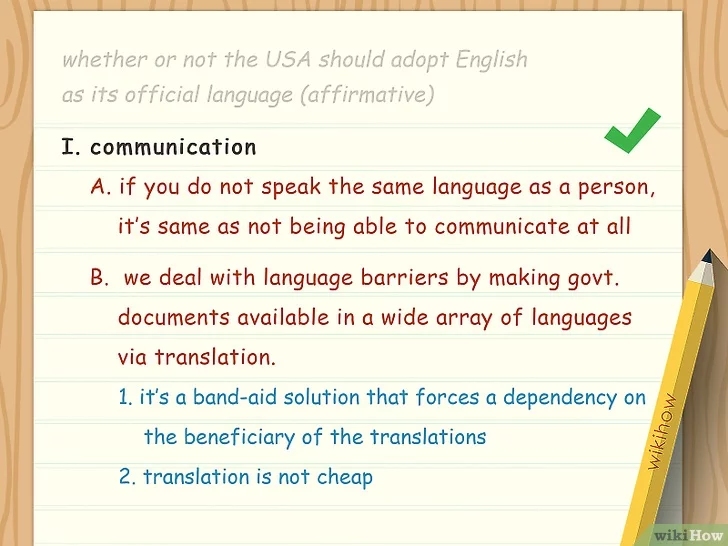 whether or not the USA should adopt English
as its official language (affirmative)
I. communication
A. if you do not speak the same language as a person,
it's same as not being able to communicate at all
B. we deal with language barriers by making govt.
documents available in a wide array of languages
via translation.
1. it's a band-aid solution that forces a dependency on
the beneficiary of the translations
2. translation is not cheap
wikihow
wikiHow